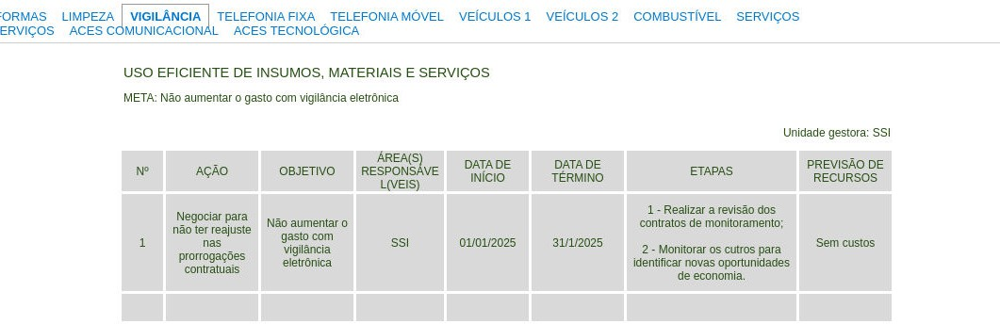 FORMAS LIMPEZA VIGILÂNCIA TELEFONIA FIXA TELEFONIA MÓVEL VEÍCULOS 1 VEÍCULOS 2 COMBUSTÍVEL SERVIÇOS
ERVIÇOS ACES COMUNICACIONAL ACES TECNOLÓGICA
USO EFICIENTE DE INSUMOS, MATERIAIS E SERVIÇOS
META: Não aumentar o gasto com vigilância eletrônica
Unidade gestora: SSI
Nº
AÇÃO
OBJETIVO
ÁREA(S)
RESPONSÁVE
L(VEIS)
DATA DE
INÍCIO
DATA DE
TÉRMINO
ETAPAS
PREVISÃO DE
RECURSOS
1
Negociar para
não ter reajuste
nas
prorrogações
contratuais
Não aumentar o
gasto com
vigilância
eletrônica
SSI
01/01/2025
31/1/2025
1 - Realizar a revisão dos
contratos de monitoramento;
2 - Monitorar os cutros para
identificar novas oportunidades
de economia.
Sem custos